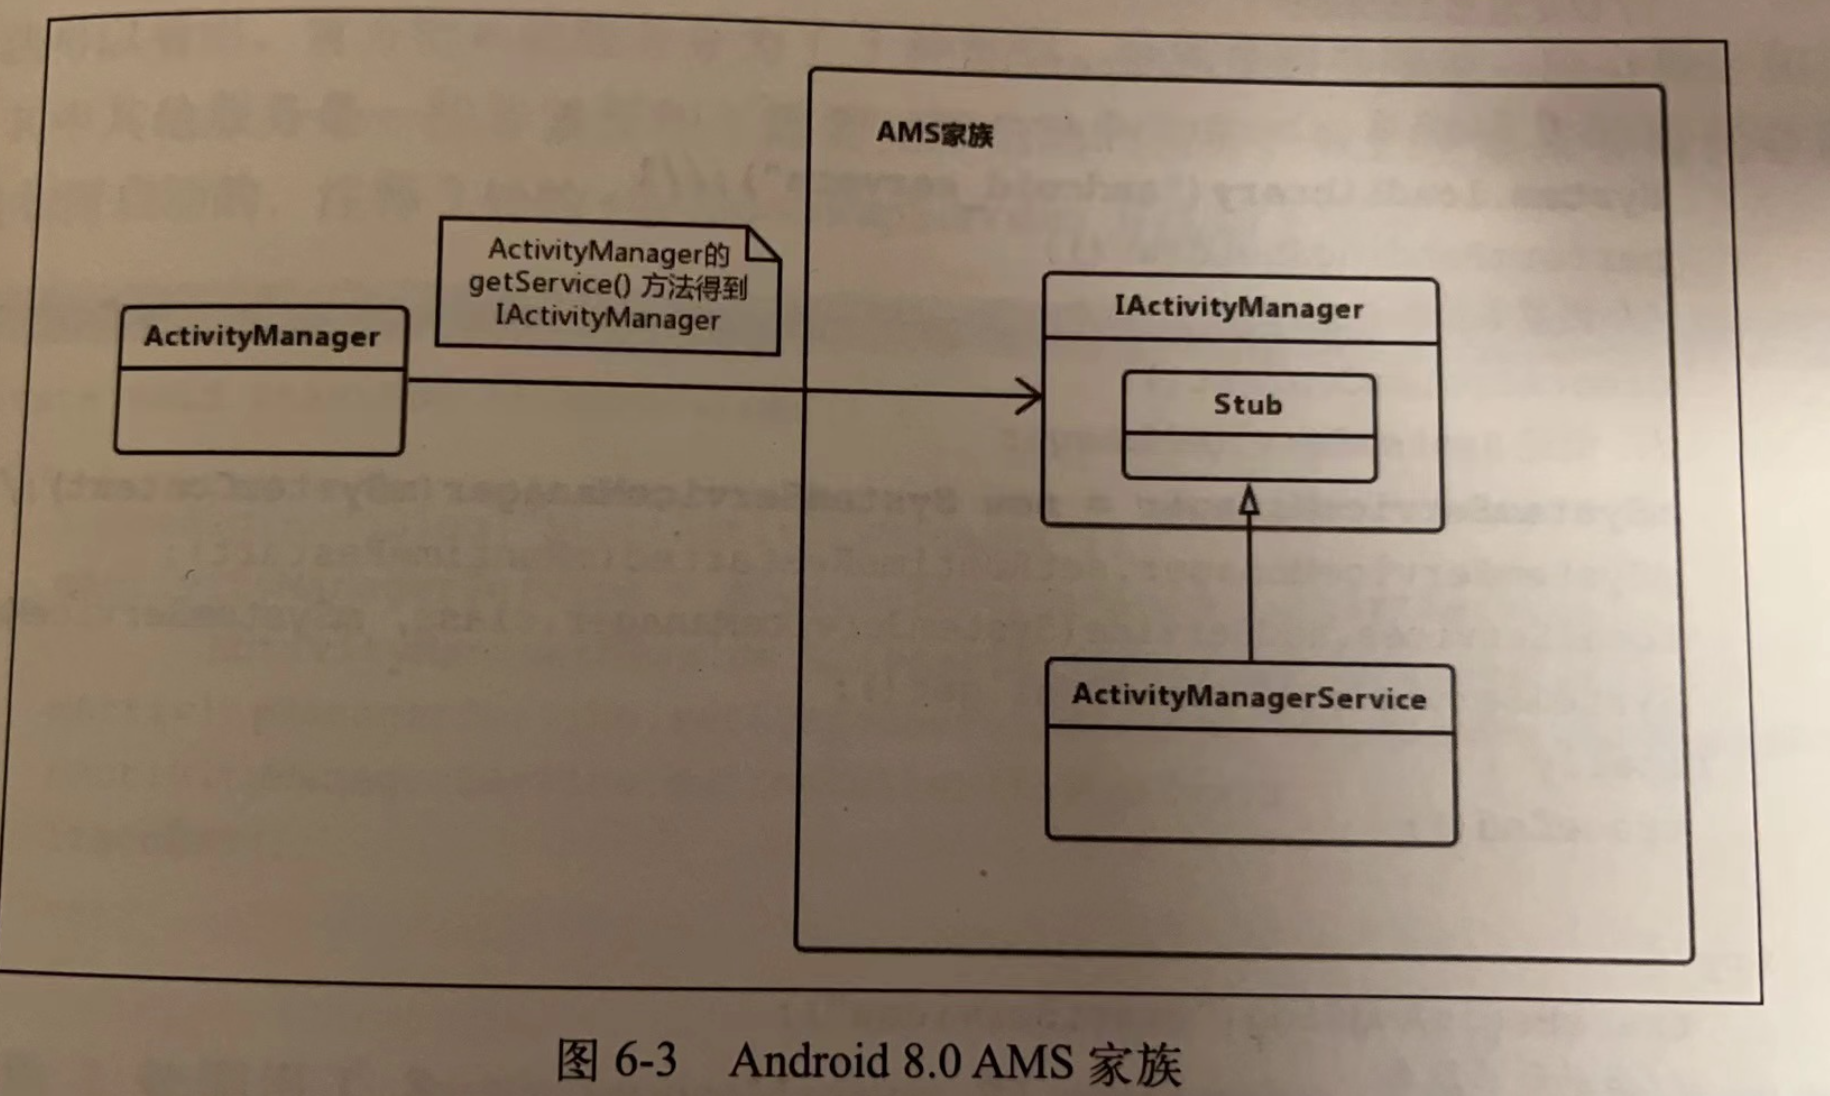 AMS家族
ActivityManager的
getService() 方法得到
IActivityManager
ActivityManager
IActivityManager
Stub
ActivityManagerService
图 6-3 Android 8.0 AMS 家族